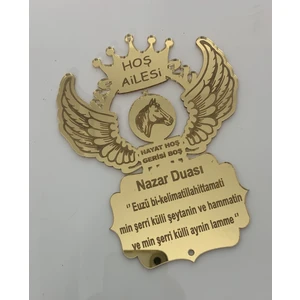 HOŞ
AİLESİ
HAYAT HOŞ
GERİSİ BOŞ
Nazar Duası
" Euzü bi-kelimatillahittamati
min şerri külli şeytanin ve hammatin
ve min şerri külli aynin lamme "